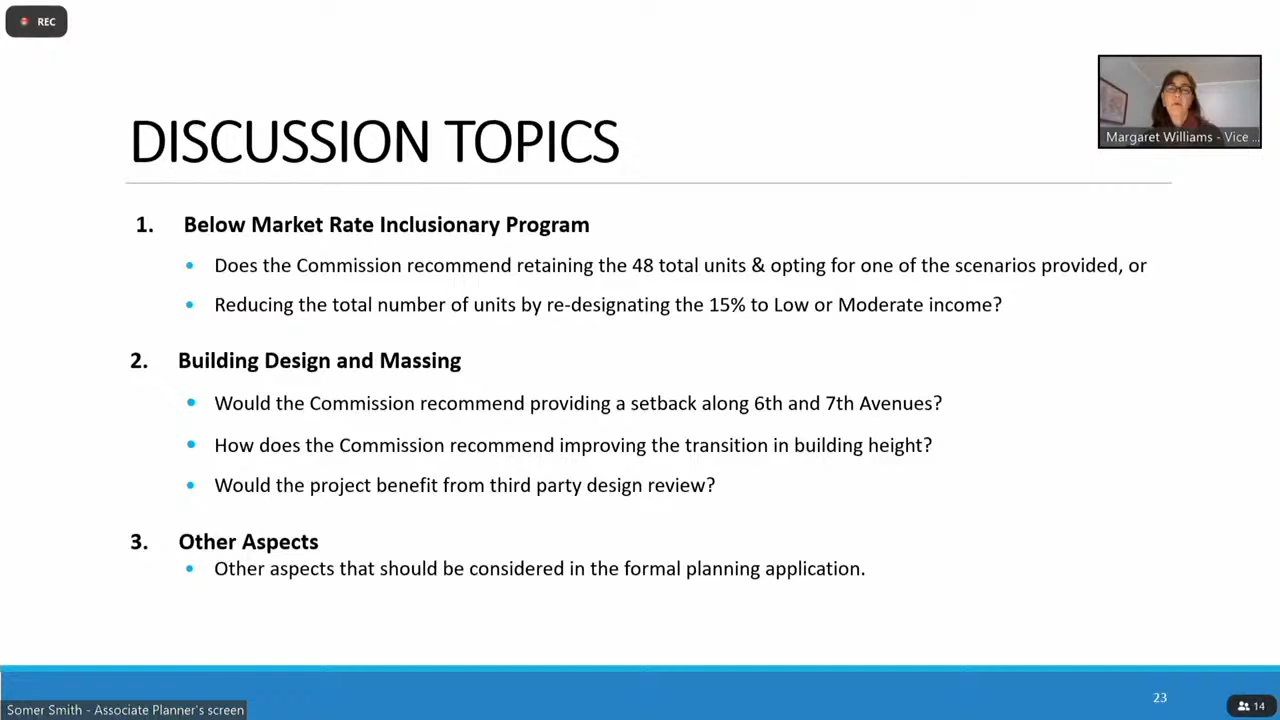 REC
Margaret Williams - Vice ...
DISCUSSION TOPICS
1. Below Market Rate Inclusionary Program
• Does the Commission recommend retaining the 48 total units & opting for one of the scenarios provided, or
• Reducing the total number of units by re-designating the 15% to Low or Moderate income?
2. Building Design and Massing
• Would the Commission recommend providing a setback along 6th and 7th Avenues?
• How does the Commission recommend improving the transition in building height?
• Would the project benefit from third party design review?
3. Other Aspects
• Other aspects that should be considered in the formal planning application.
23
Somer Smith - Associate Planner's screen
14